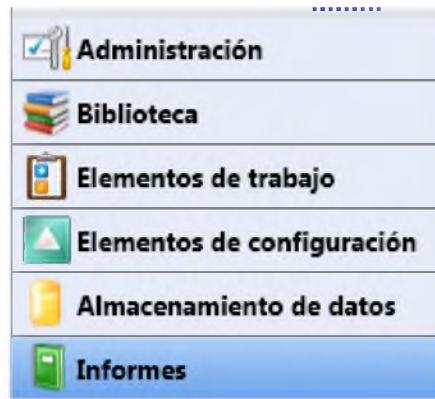 Administración
Biblioteca
Elementos de trabajo
Elementos de configuración
Almacenamiento de datos
Informes